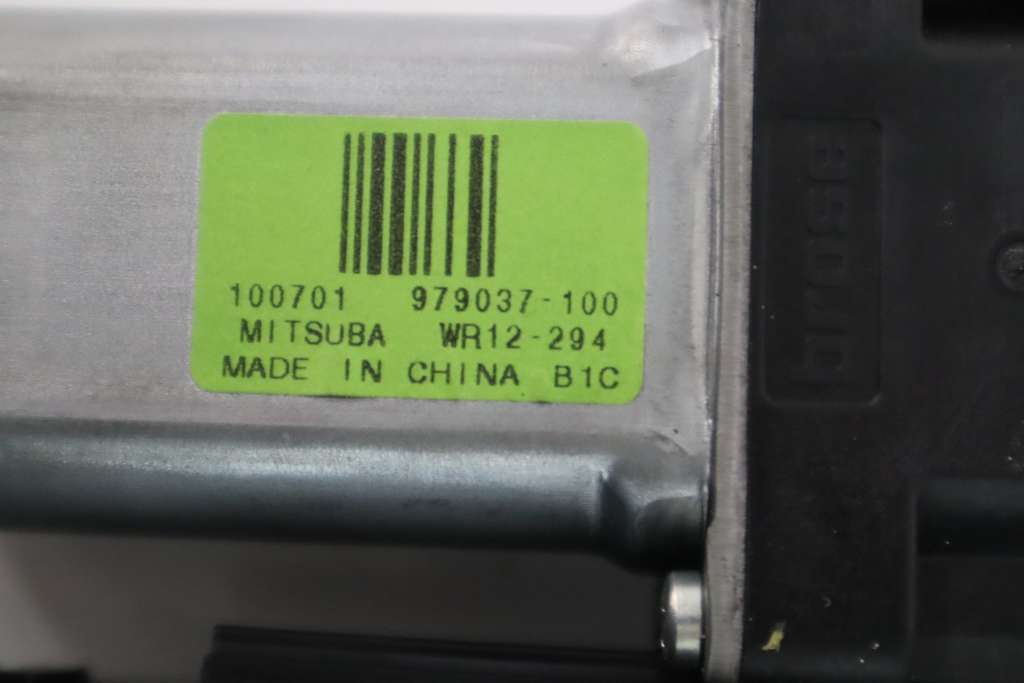 100701 979037-100
MITSUBA WR12-294
MADE IN CHINA B1C
brose